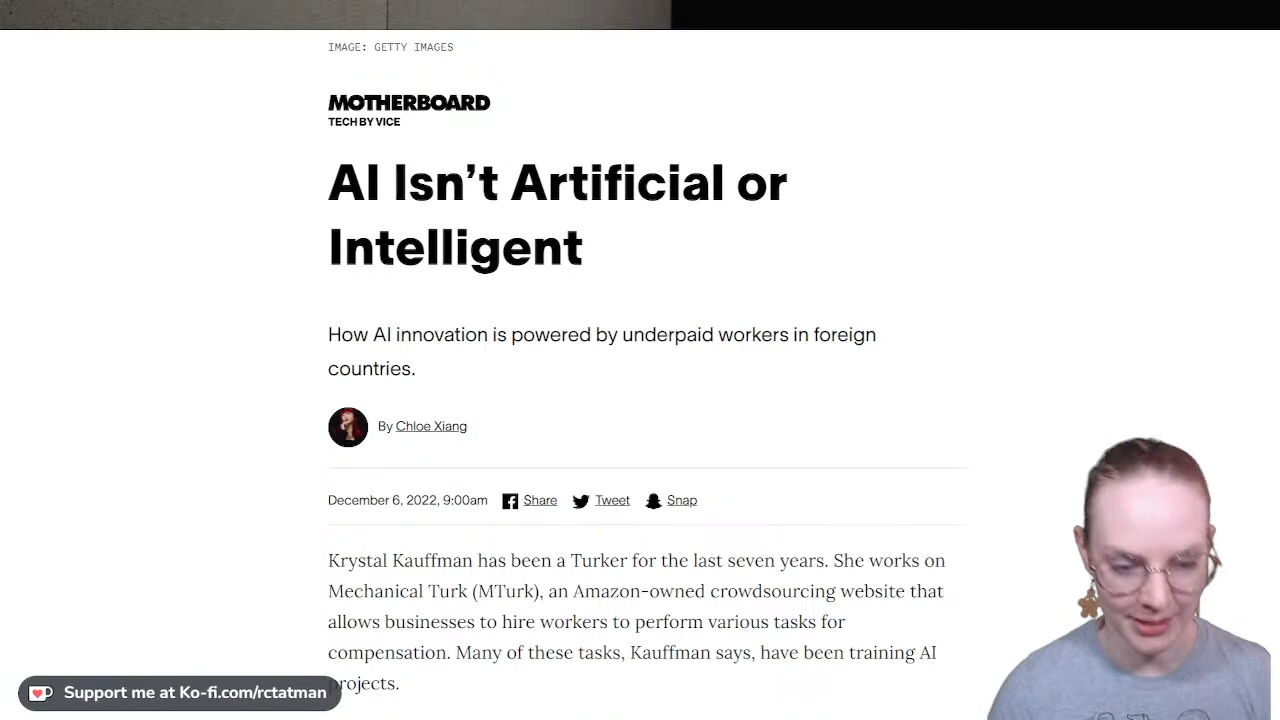 IMAGE: GETTY IMAGES
MOTHERBOARD
TECH BY VICE
AI Isn’t Artificial or
Intelligent
How AI innovation is powered by underpaid workers in foreign
countries.
By Chloe Xiang
December 6, 2022, 9:00am Share Tweet Snap
Krystal Kauffman has been a Turker for the last seven years. She works on
Mechanical Turk (MTurk), an Amazon-owned crowdsourcing website that
allows businesses to hire workers to perform various tasks for
compensation. Many of these tasks, Kauffman says, have been training AI
projects.
Support me at Ko-fi.com/rctatman